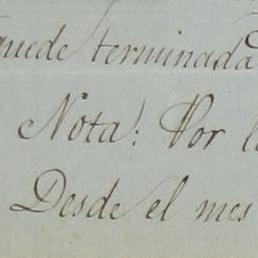 quede terminada
Nota: Por l
Desde el mes